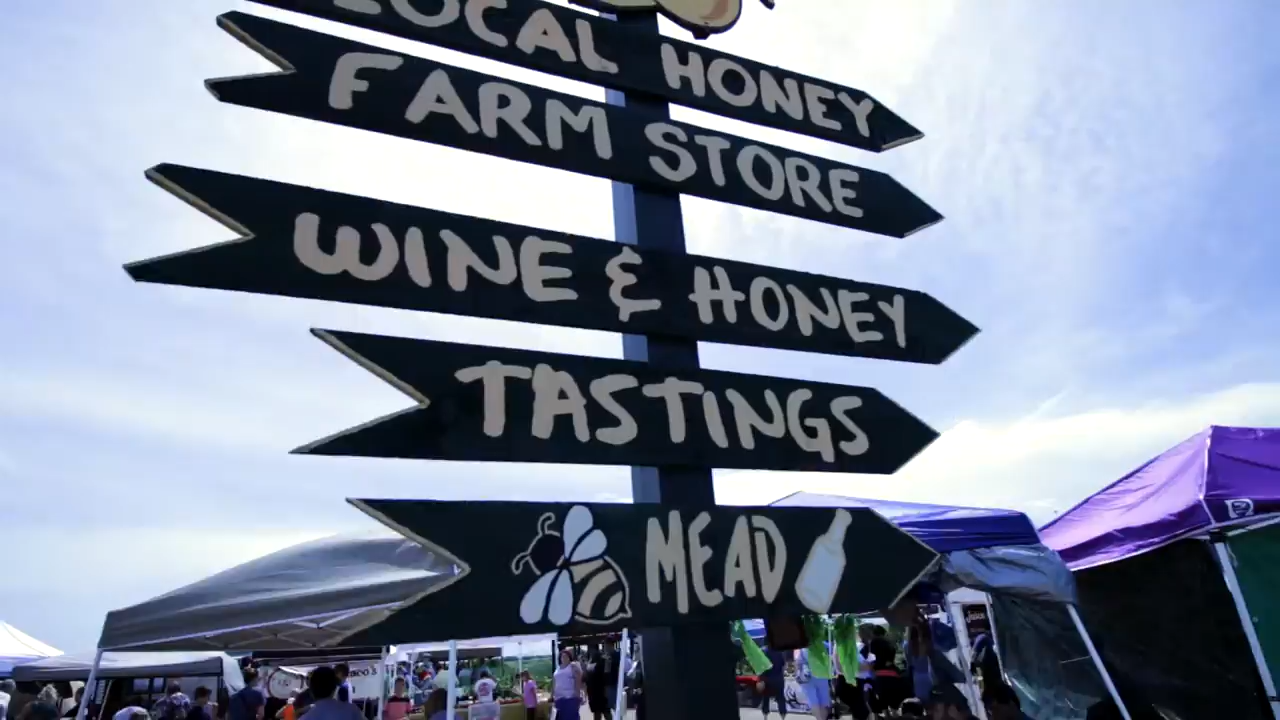 LOCAL HONEY
FARM STORE
WINE & HONEY
TASTINGS
MEAD